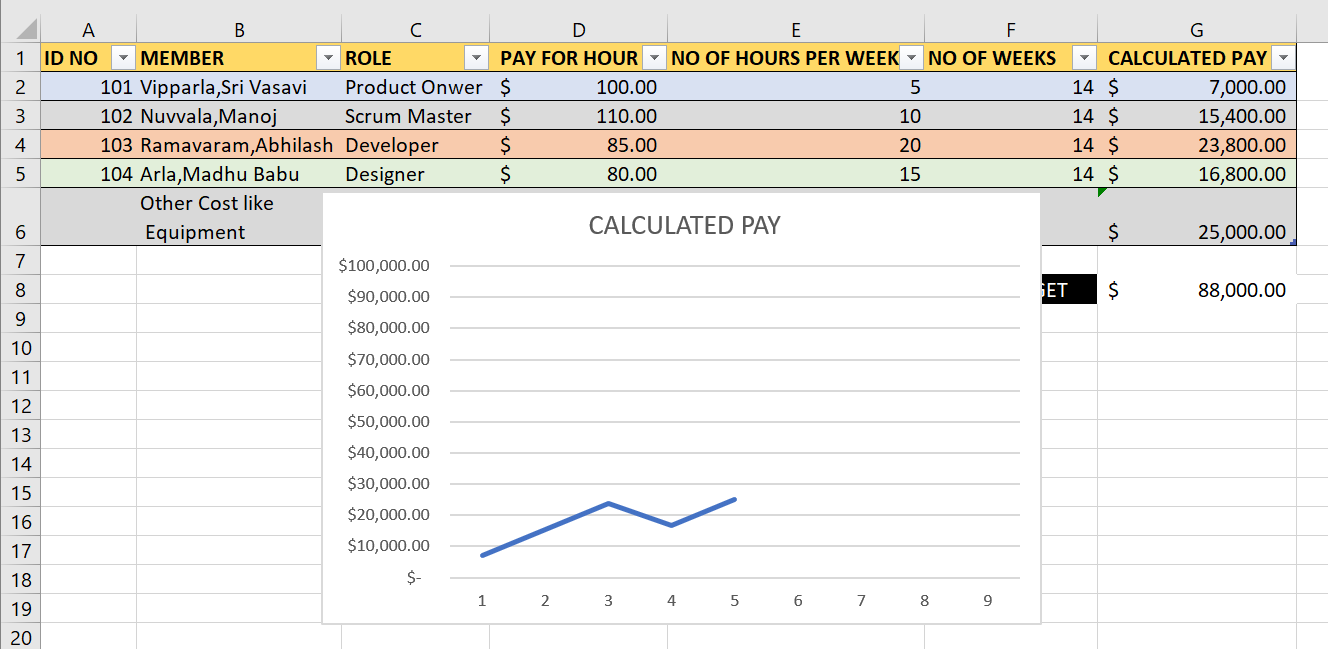 A B C D E F G
1 ID NO MEMBER ROLE PAY FOR HOUR NO OF HOURS PER WEEK NO OF WEEKS CALCULATED PAY
2 101 Vipparla,Sri Vasavi Product Onwer $ 100.00 5 14 $ 7,000.00
3 102 Nuvvala,Manoj Scrum Master $ 110.00 10 14 $ 15,400.00
4 103 Ramavaram,Abhilash Developer $ 85.00 20 14 $ 23,800.00
5 104 Arla,Madhu Babu Designer $ 80.00 15 14 $ 16,800.00
Other Cost like
6 Equipment $ 25,000.00
7
8 $ 88,000.00
9
10
11
12
13
14
15
16
17
18
19
20
CALCULATED PAY
$100,000.00
$90,000.00
$80,000.00
$70,000.00
$60,000.00
$50,000.00
$40,000.00
$30,000.00
$20,000.00
$10,000.00
$-
1 2 3 4 5 6 7 8 9